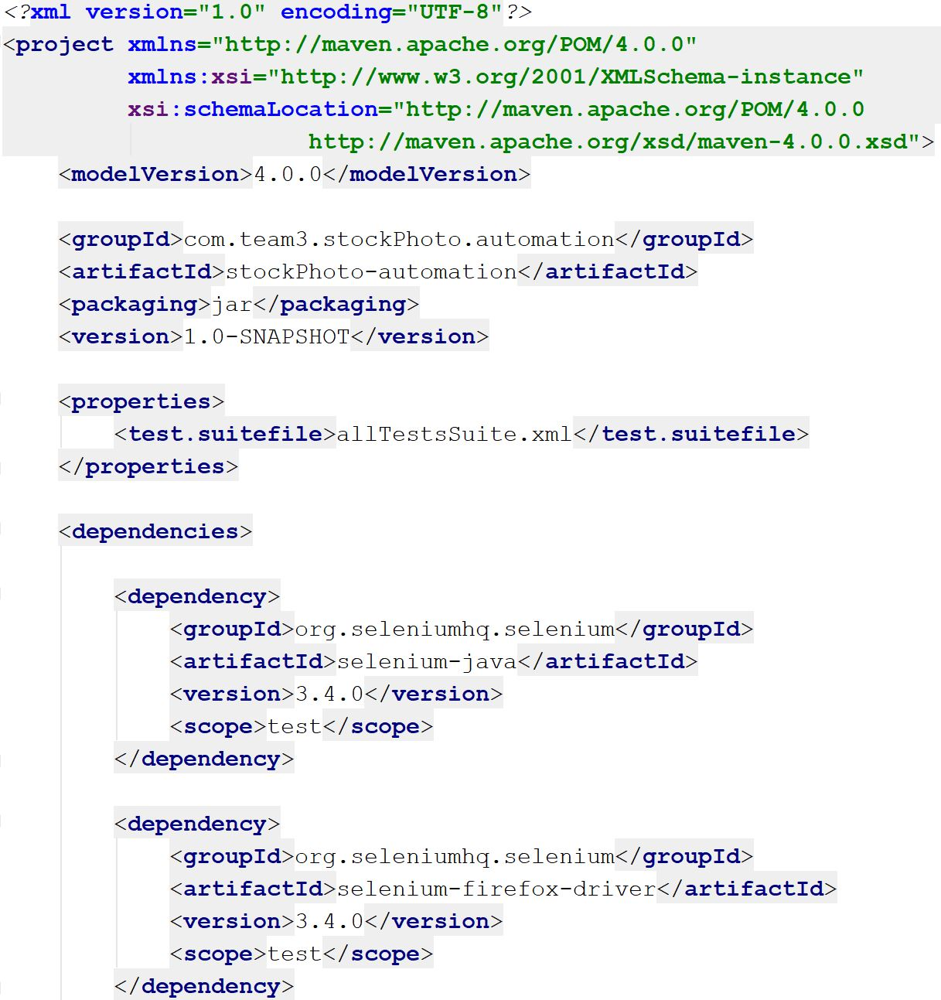 <?xml version="1.0" encoding="UTF-8"?>
<project xmlns="http://maven.apache.org/POM/4.0.0"
         xmlns:xsi="http://www.w3.org/2001/XMLSchema-instance"
         xsi:schemaLocation="http://maven.apache.org/POM/4.0.0
                      http://maven.apache.org/xsd/maven-4.0.0.xsd">
    <modelVersion>4.0.0</modelVersion>

    <groupId>com.team3.stockPhoto.automation</groupId>
    <artifactId>stockPhoto-automation</artifactId>
    <packaging>jar</packaging>
    <version>1.0-SNAPSHOT</version>

    <properties>
        <test.suitefile>allTestsSuite.xml</test.suitefile>
    </properties>

    <dependencies>

        <dependency>
            <groupId>org.seleniumhq.selenium</groupId>
            <artifactId>selenium-java</artifactId>
            <version>3.4.0</version>
            <scope>test</scope>
        </dependency>

        <dependency>
            <groupId>org.seleniumhq.selenium</groupId>
            <artifactId>selenium-firefox-driver</artifactId>
            <version>3.4.0</version>
            <scope>test</scope>
        </dependency>